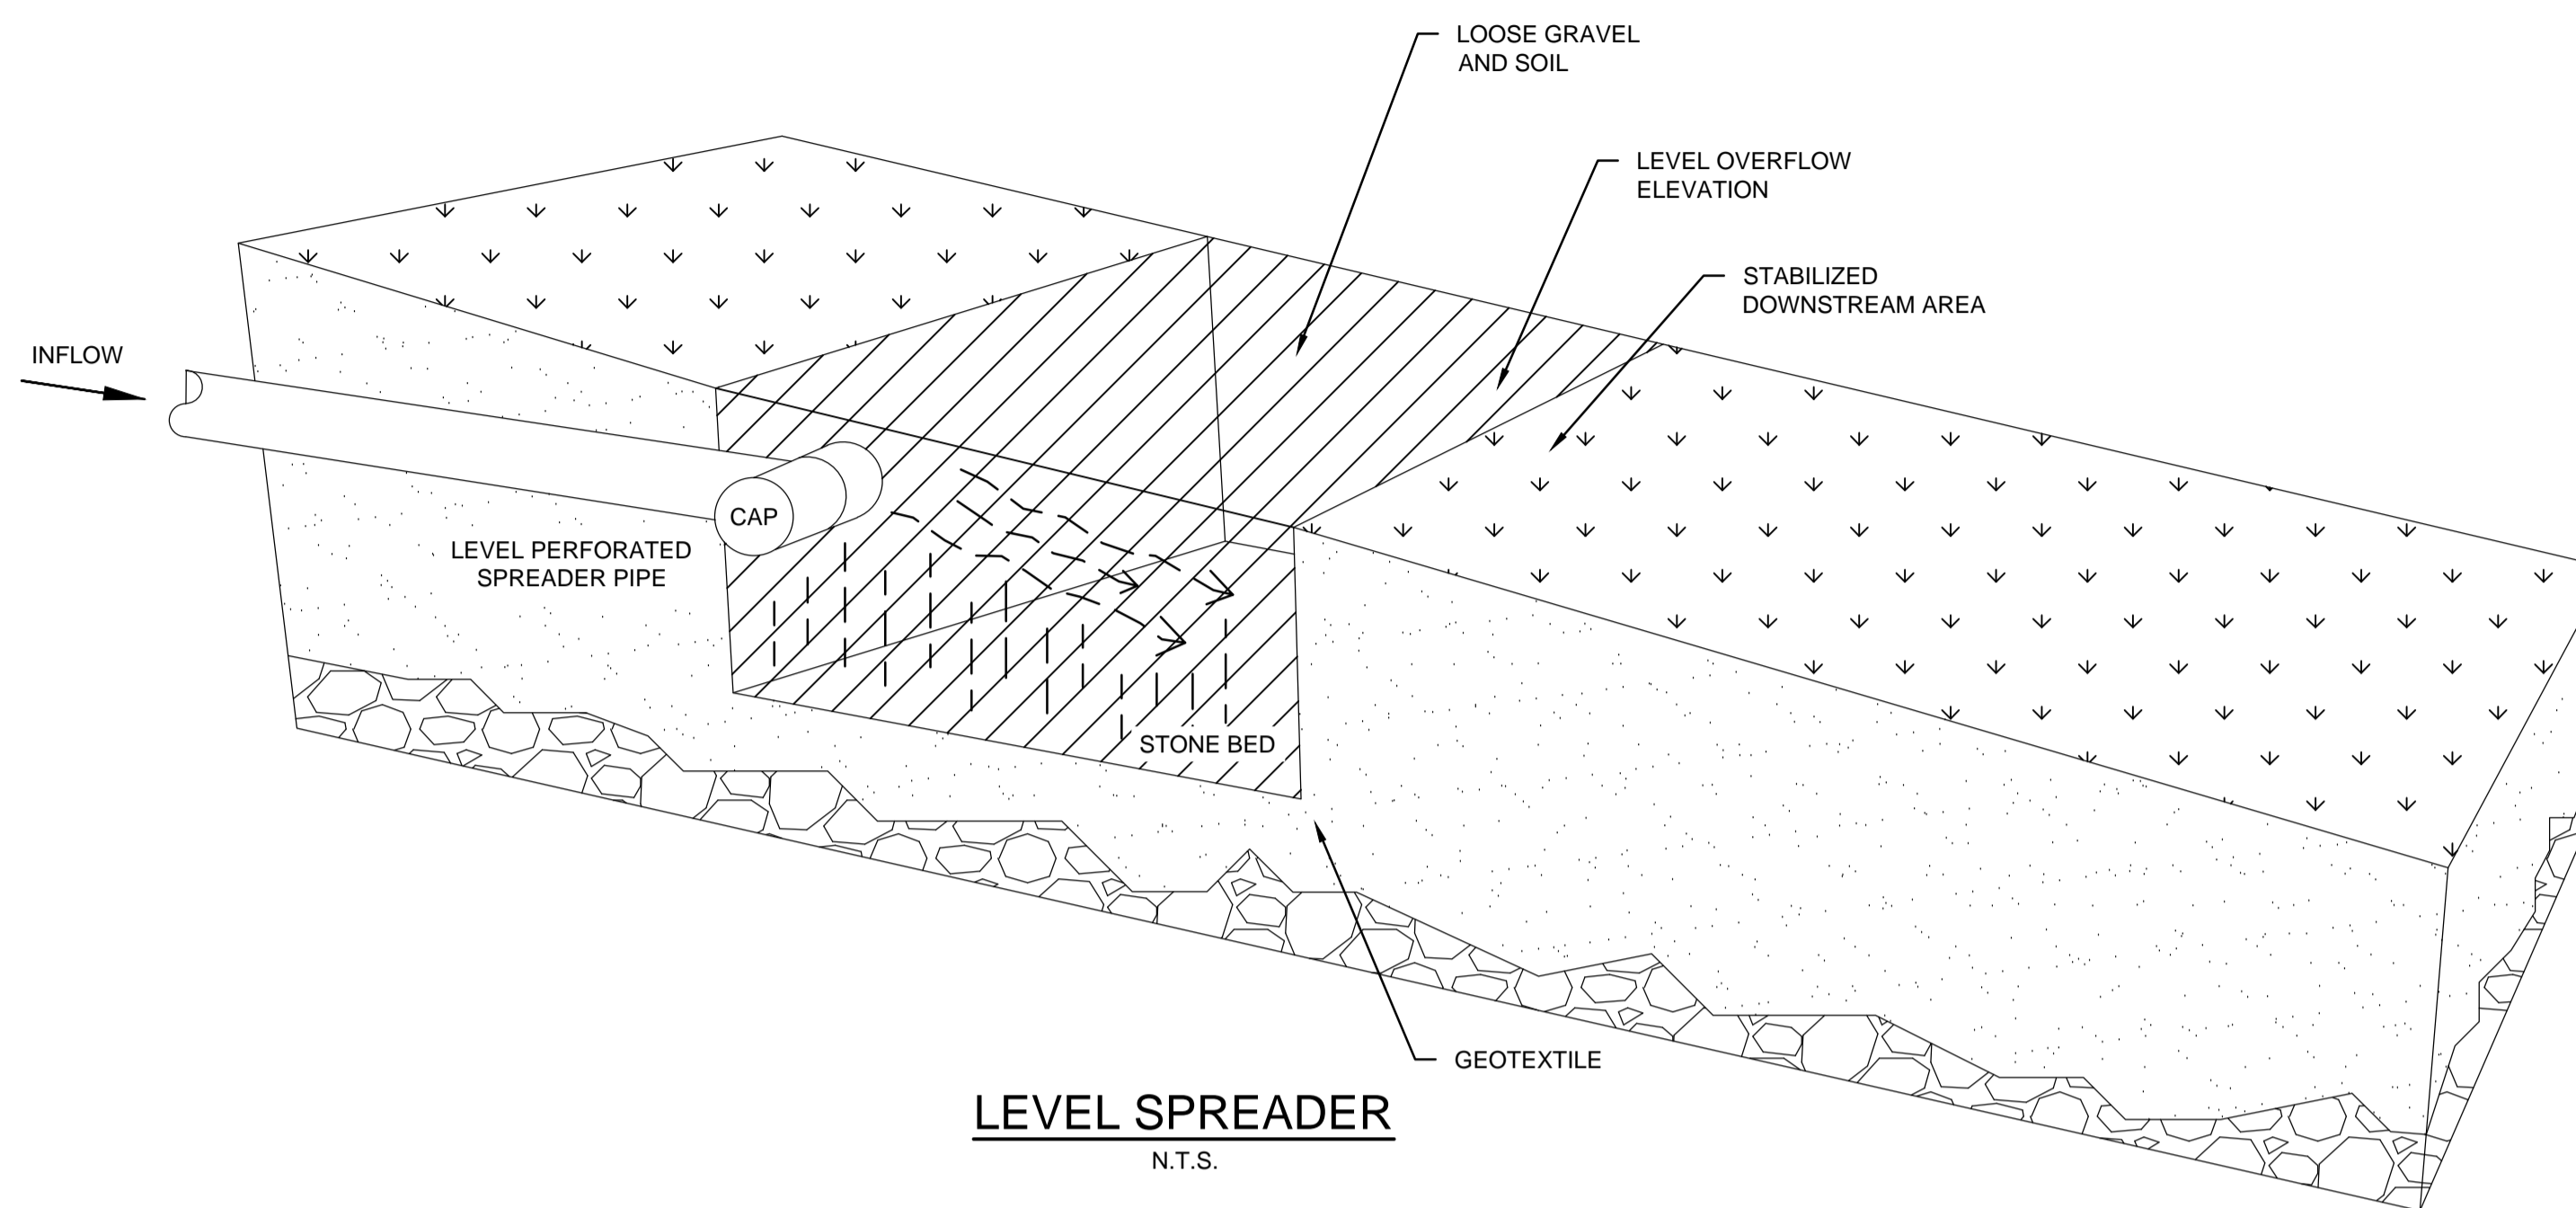 LOOSE GRAVEL
AND SOIL
LEVEL OVERFLOW
ELEVATION
STABILIZED
DOWNSTREAM AREA
INFLOW
CAP
LEVEL PERFORATED
SPREADER PIPE
STONE BED
GEOTEXTILE
LEVEL SPREADER
N.T.S.